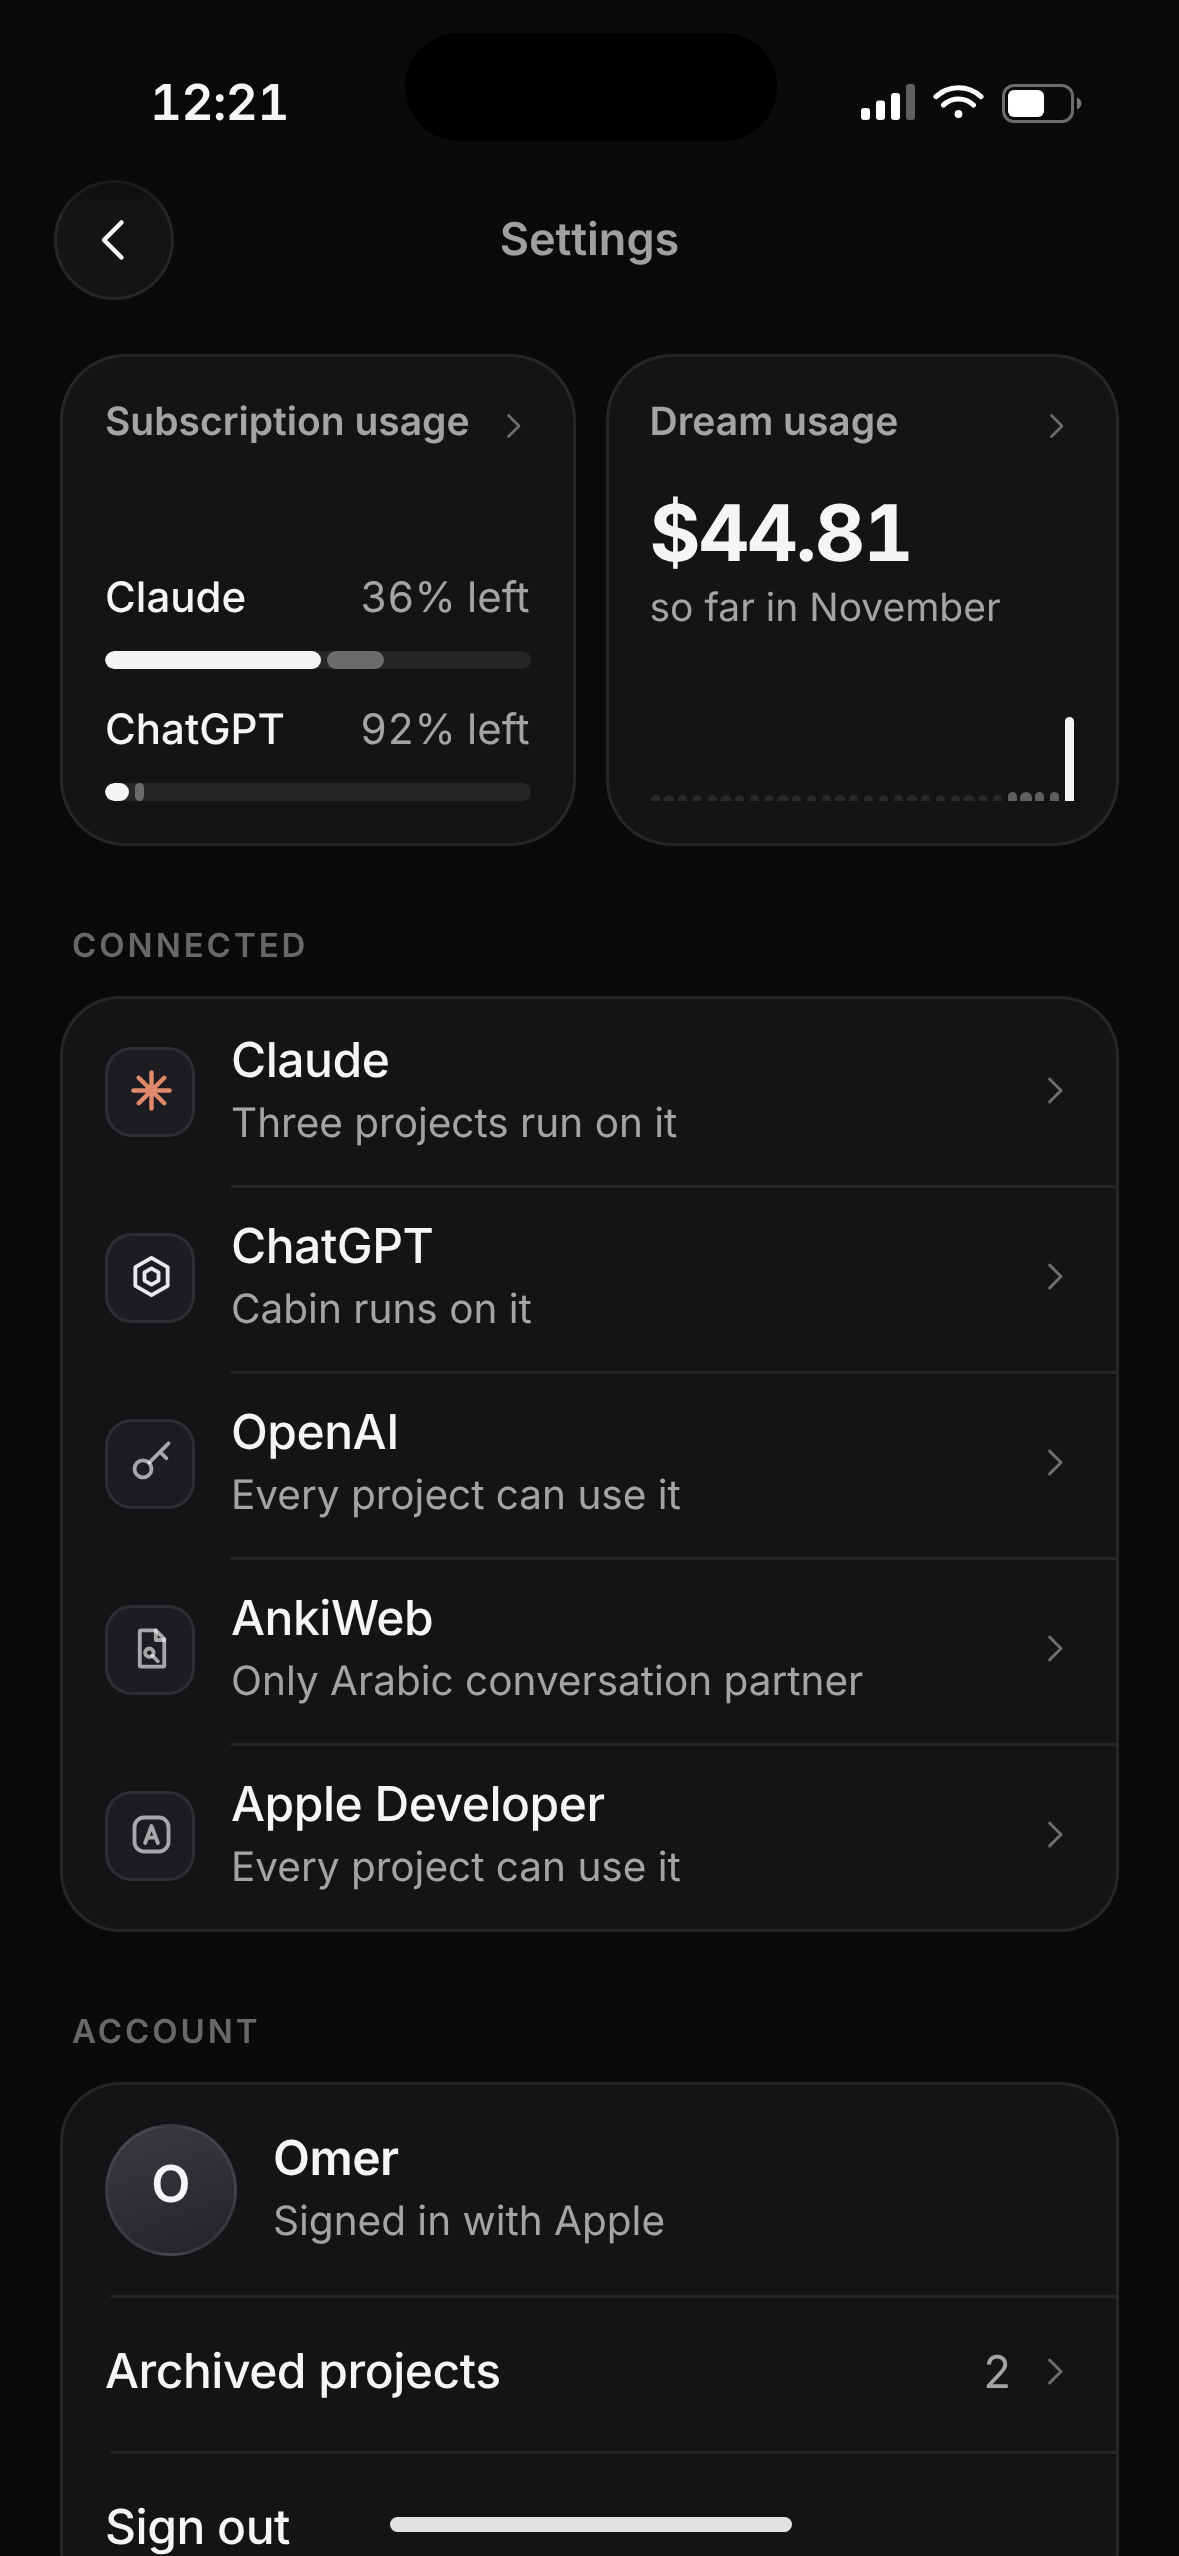 12:21
Settings
Subscription usage
Claude 36% left
ChatGPT 92% left
Dream usage
$44.81
so far in November
CONNECTED
Claude
Three projects run on it
ChatGPT
Cabin runs on it
OpenAI
Every project can use it
AnkiWeb
Only Arabic conversation partner
A
Apple Developer
Every project can use it
ACCOUNT
O
Omer
Signed in with Apple
Archived projects 2
Sign out